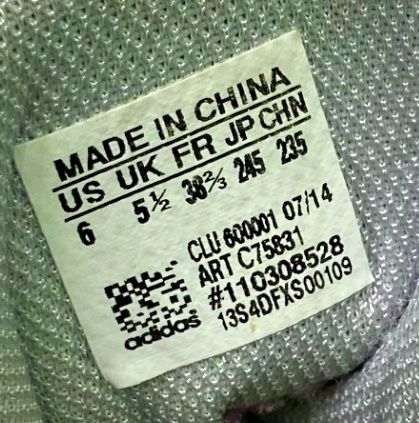 MADE IN CHINA
US UK FR JP CHN
6 5½ 38⅔ 245 235
CLU 600001 07/14
ART C75831
#110308528
13S4DFXS00109
adidas